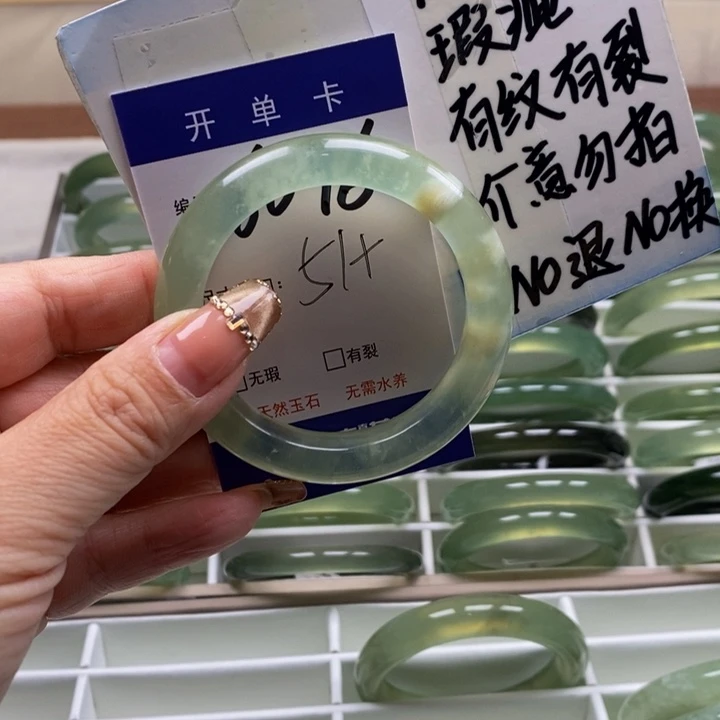 开单卡
编
51+
□无瑕
□有裂
天然玉石 无需水养
瑕疵
有纹有裂
介意勿拍
NO退NO换